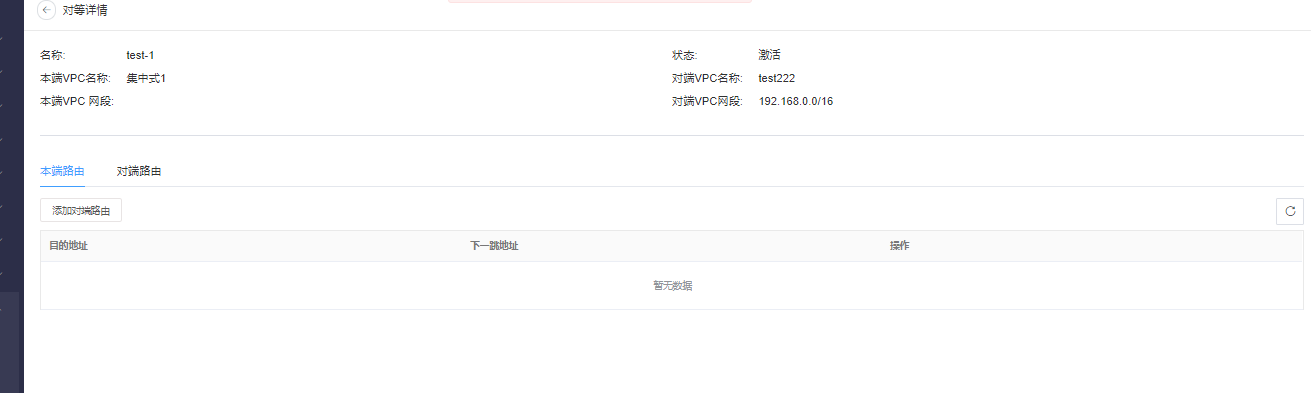 对等详情
名称: test-1 状态: 激活
本端VPC名称: 集中式1 对端VPC名称: test222
本端VPC 网段: 对端VPC网段: 192.168.0.0/16
本端路由 对端路由
添加对端路由
目的地址 下一跳地址 操作
暂无数据